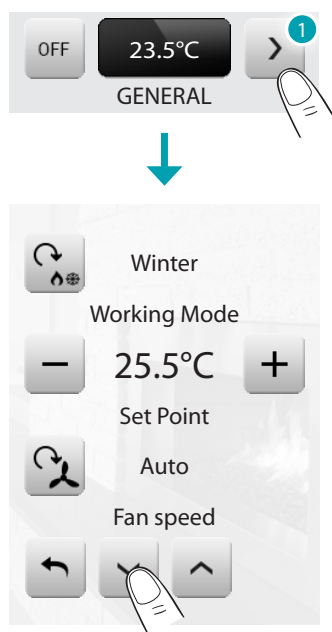 OFF 23.5°C > 1
GENERAL
Winter
Working Mode
− 25.5°C +
Set Point
Auto
Fan speed